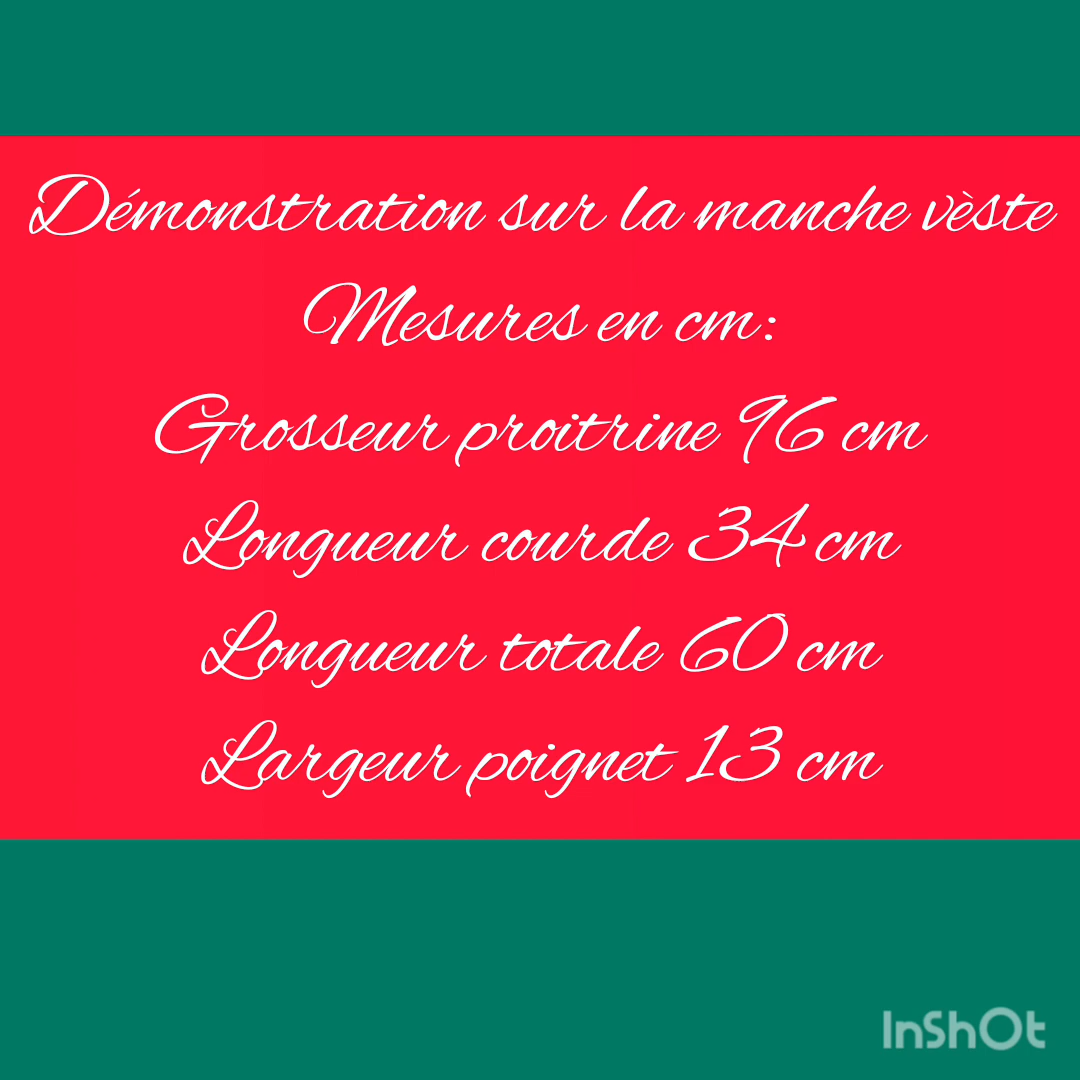 Démonstration sur la manche vèste
Mesures en cm:
Grosseur proitrine 96 cm
Longueur courde 34 cm
Longueur totale 60 cm
Largeur poignet 13 cm
InShOt